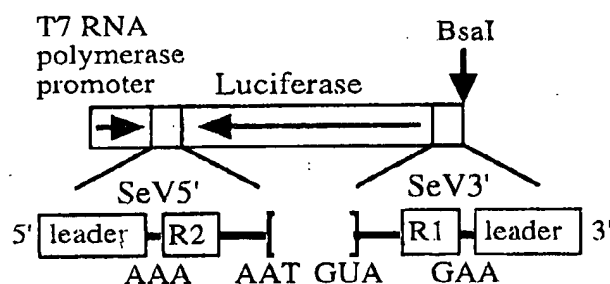 T7 RNA polymerase promoter
BsaI
Luciferase
SeV5'
SeV3'
5' leader R2
R1 leader 3'
AAA AAT GUA GAA